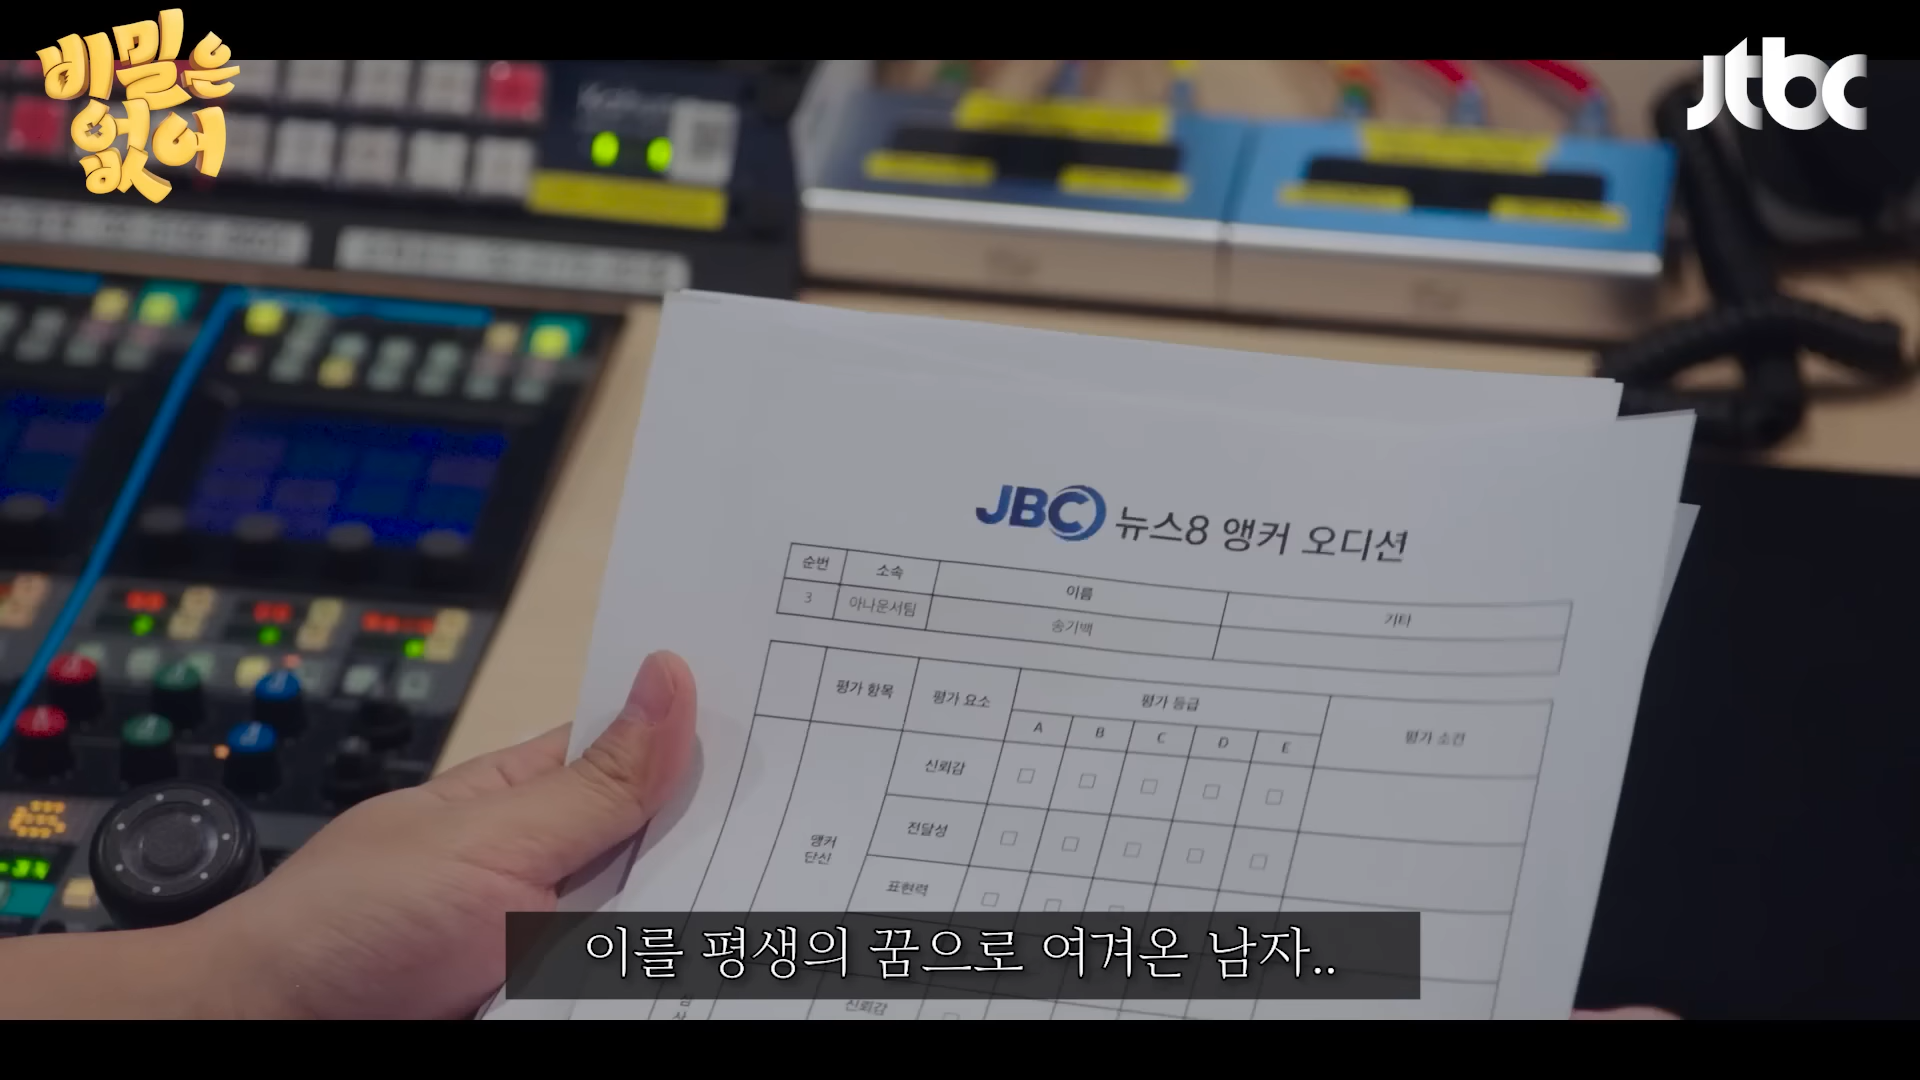 비밀은
없어
jtbc
JBC 뉴스8 앵커 오디션
순번 소속 이름 기타
3 아나운서팀 송기백
평가 항목 평가 요소 평가 등급 평가 소견
A B C D E
신뢰감
전달성
앵커
단신
표현력
이를 평생의 꿈으로 여겨온 남자..
신뢰감